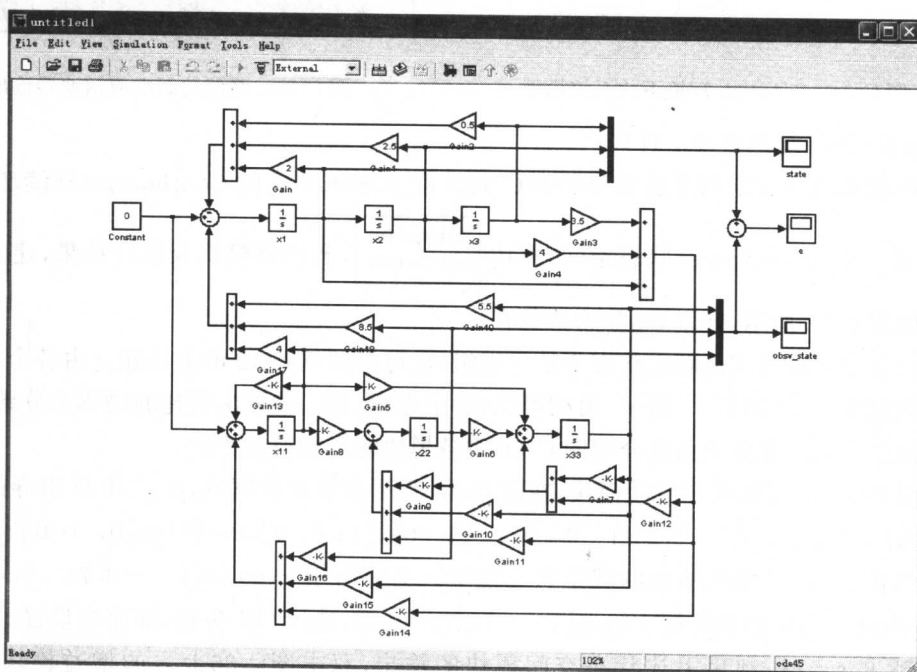 untitled1
File Edit View Simulation Format Tools Help
External
0.5
Gain2
2.5
Gain1
2
Gain
state
0
Constant
1
s
x1
1
s
x2
1
s
x3
3.5
Gain3
4
Gain4
e
5.5
8.5
4
Gain17
obsv_state
-K-
Gain13
-K-
Gain5
1
s
x11
-K-
Gain8
1
s
x22
-K-
Gain6
1
s
x33
-K-
Gain9
-K-
Gain7
-K-
Gain12
-K-
Gain10
-K-
Gain11
-K-
Gain16
-K-
Gain15
-K-
Gain14
Ready
102%
ode45